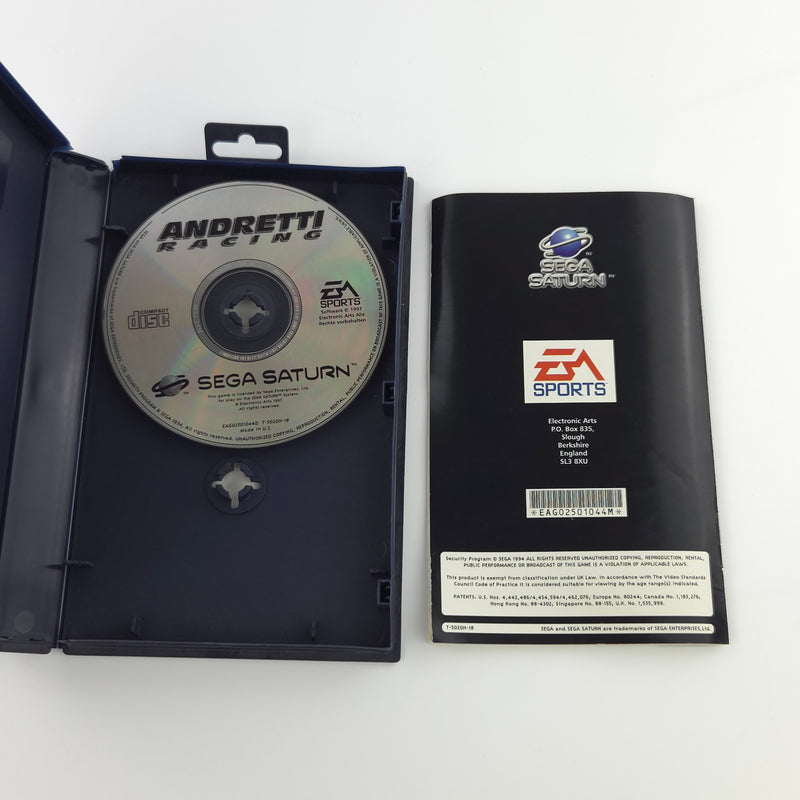 ANDRETTI
RACING
COMPACT
disc
EA
SPORTS
Software © 1997
Electronic Arts Alle
Rechte vorbehalten
SEGA SATURN™
This game is licensed by Sega Enterprises, Ltd.
for play on the SEGA SATURN™ System.
© Electronic Arts 1997.
All rights reserved.
EAG02501044D T-5020H-18
Made in U.K.
SEGA
SATURN™
EA
SPORTS™
Electronic Arts
P.O. Box 835,
Slough
Berkshire
England
SL3 8XU
*EAG02501044M*
Security Program © SEGA 1994 ALL RIGHTS RESERVED UNAUTHORIZED COPYING, REPRODUCTION, RENTAL,
PUBLIC PERFORMANCE OR BROADCAST OF THIS GAME IS A VIOLATION OF APPLICABLE LAWS.
This product is exempt from classification under UK Law. In accordance with The Video Standards
Council Code of Practice it is considered suitable for viewing by the age range(s) indicated.
PATENTS: U.S. Nos. 4,442,486/4,454,594/4,462,076; Europe No. 80244; Canada No. 1,183,276;
Hong Kong No. 88-4302; Singapore No. 88-155; U.K. No. 1,535,999.
T-5020H-18
SEGA and SEGA SATURN are trademarks of SEGA ENTERPRISES, Ltd.